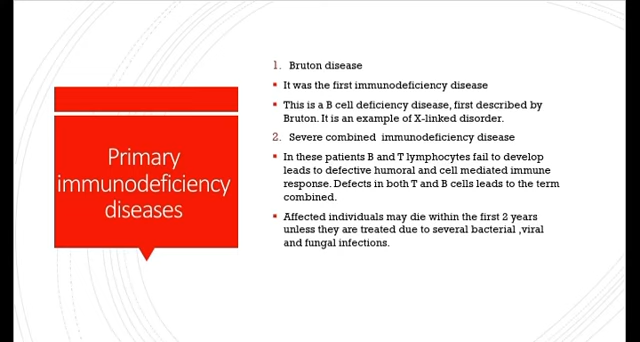 Primary
immunodeficiency
diseases
1. Bruton disease
▪ It was the first immunodeficiency disease
▪ This is a B cell deficiency disease, first described by
Bruton. It is an example of X-linked disorder.
2. Severe combined immunodeficiency disease
▪ In these patients B and T lymphocytes fail to develop
leads to defective humoral and cell mediated immune
response. Defects in both T and B cells leads to the term
combined.
▪ Affected individuals may die within the first 2 years
unless they are treated due to several bacterial ,viral
and fungal infections.